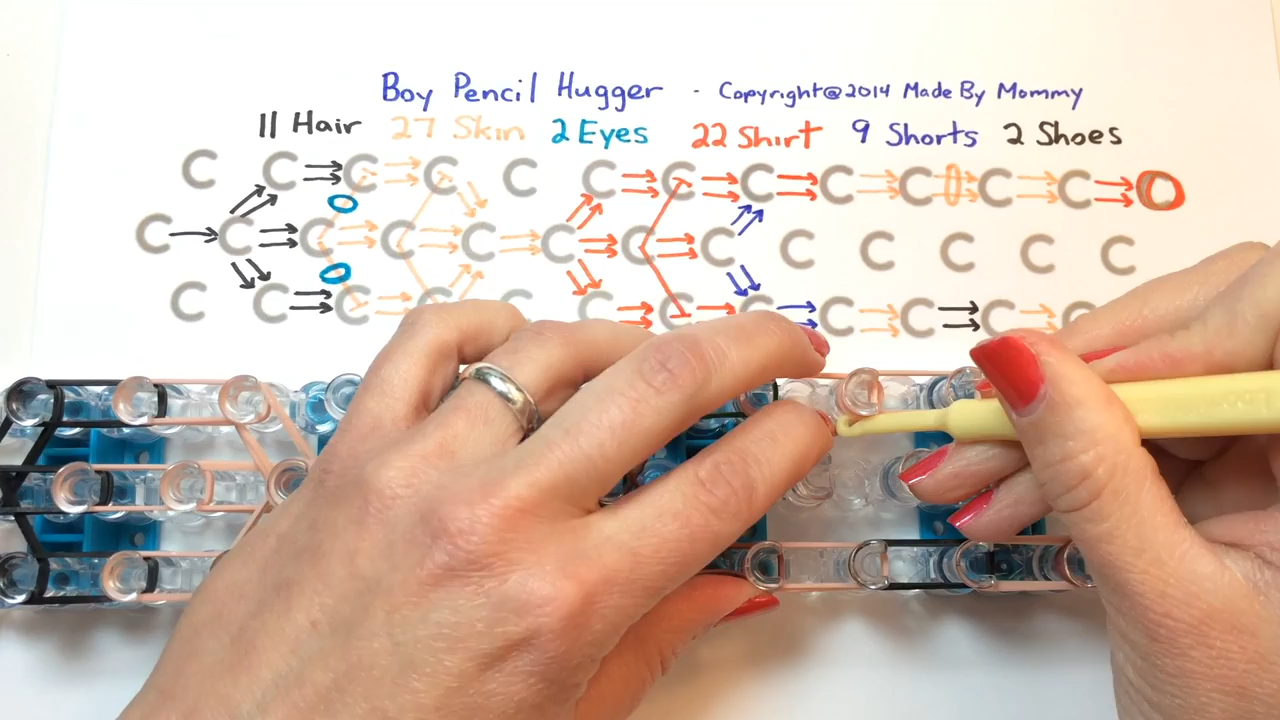 Boy Pencil Hugger - Copyright@2014 Made By Mommy
11 Hair 27 Skin 2 Eyes 22 Shirt 9 Shorts 2 Shoes